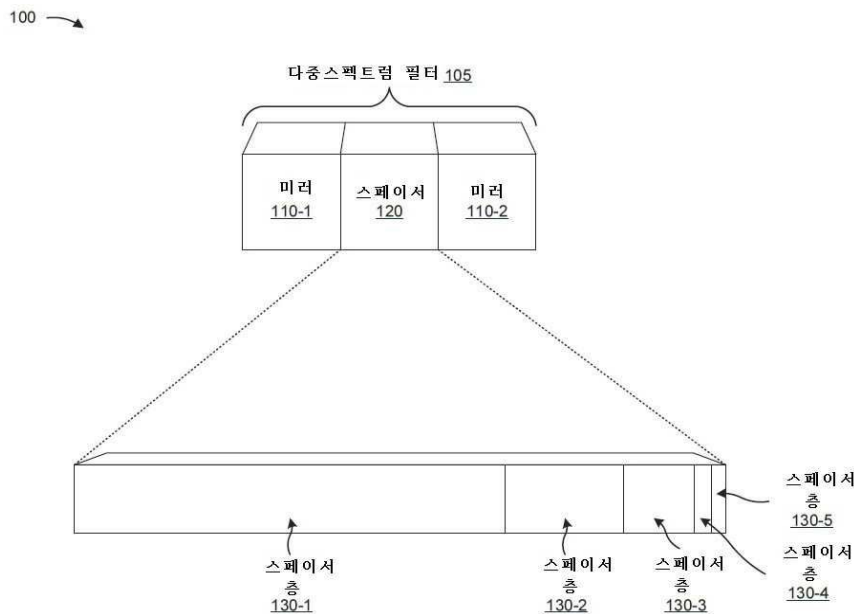 100
다중스펙트럼 필터 105
미러
110-1
스페이서
120
미러
110-2
스페이서
층
130-1
스페이서
층
130-2
스페이서
층
130-3
스페이서
층
130-4
스페이서
층
130-5